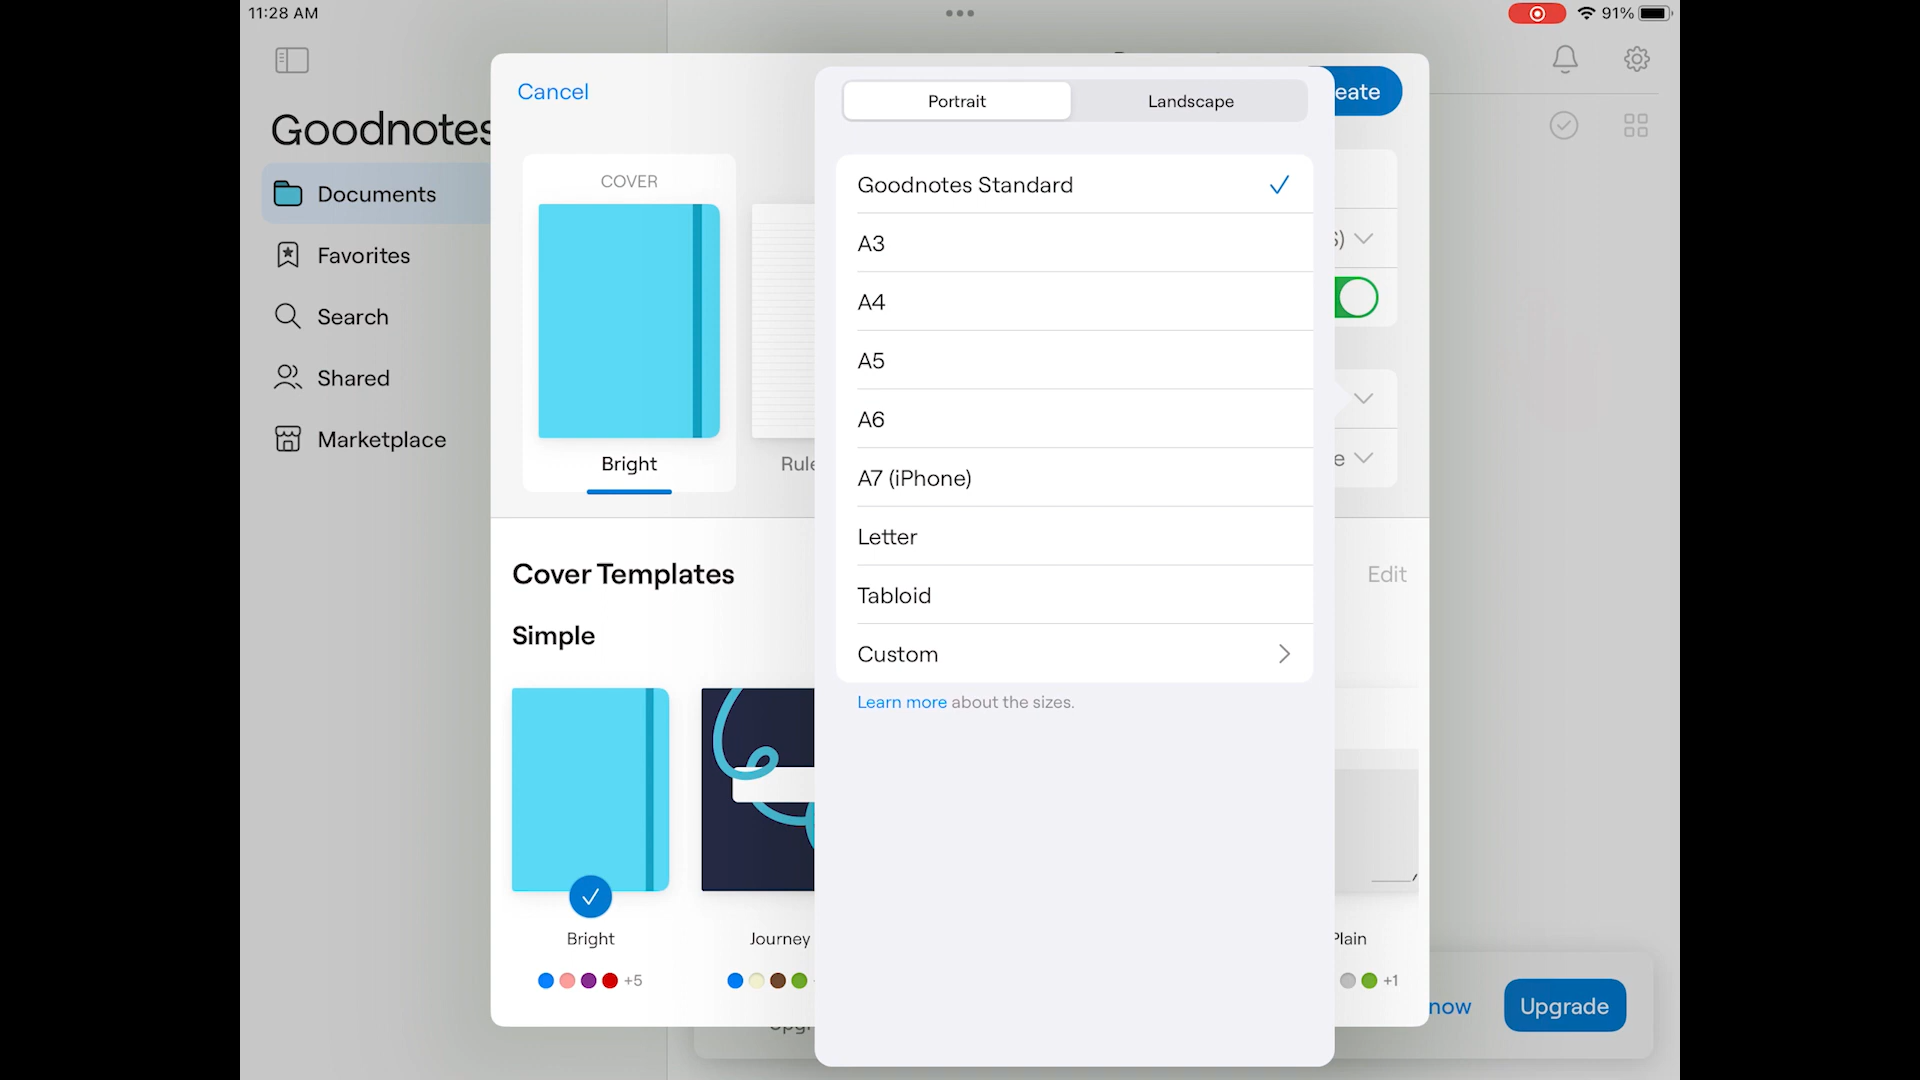 11:28 AM
91%
Goodnotes
Documents
Favorites
Search
Shared
Marketplace
Cancel
COVER
Bright
Cover Templates
Simple
Edit
Bright
+5
Journey
Plain
+1
Portrait
Landscape
Goodnotes Standard
A3
A4
A5
A6
A7 (iPhone)
Letter
Tabloid
Custom
Learn more about the sizes.
now
Upgrade